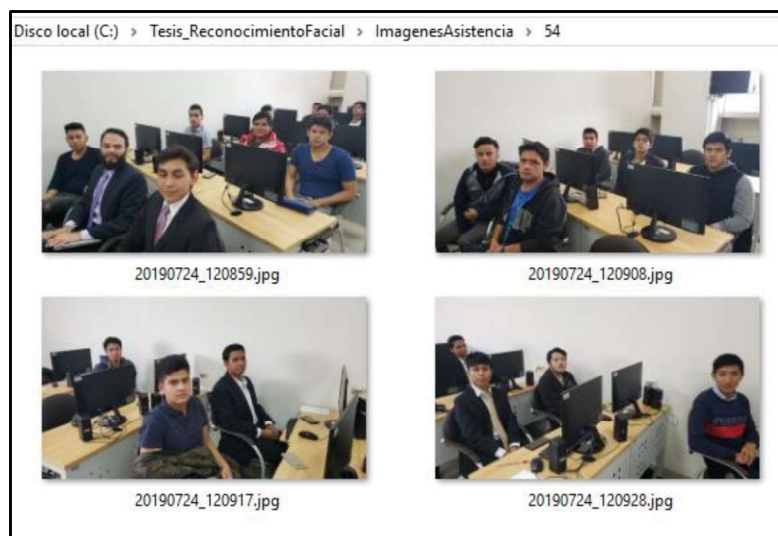 Disco local (C:) > Tesis_ReconocimientoFacial > ImagenesAsistencia > 54
20190724_120859.jpg
20190724_120908.jpg
20190724_120917.jpg
20190724_120928.jpg